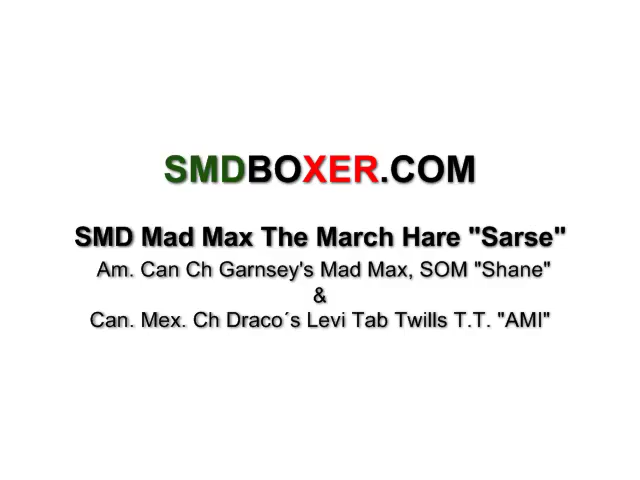 SMDBOXER.COM
SMD Mad Max The March Hare "Sarse"
Am. Can Ch Garnsey's Mad Max, SOM "Shane"
&
Can. Mex. Ch Draco´s Levi Tab Twills T.T. "AMI"